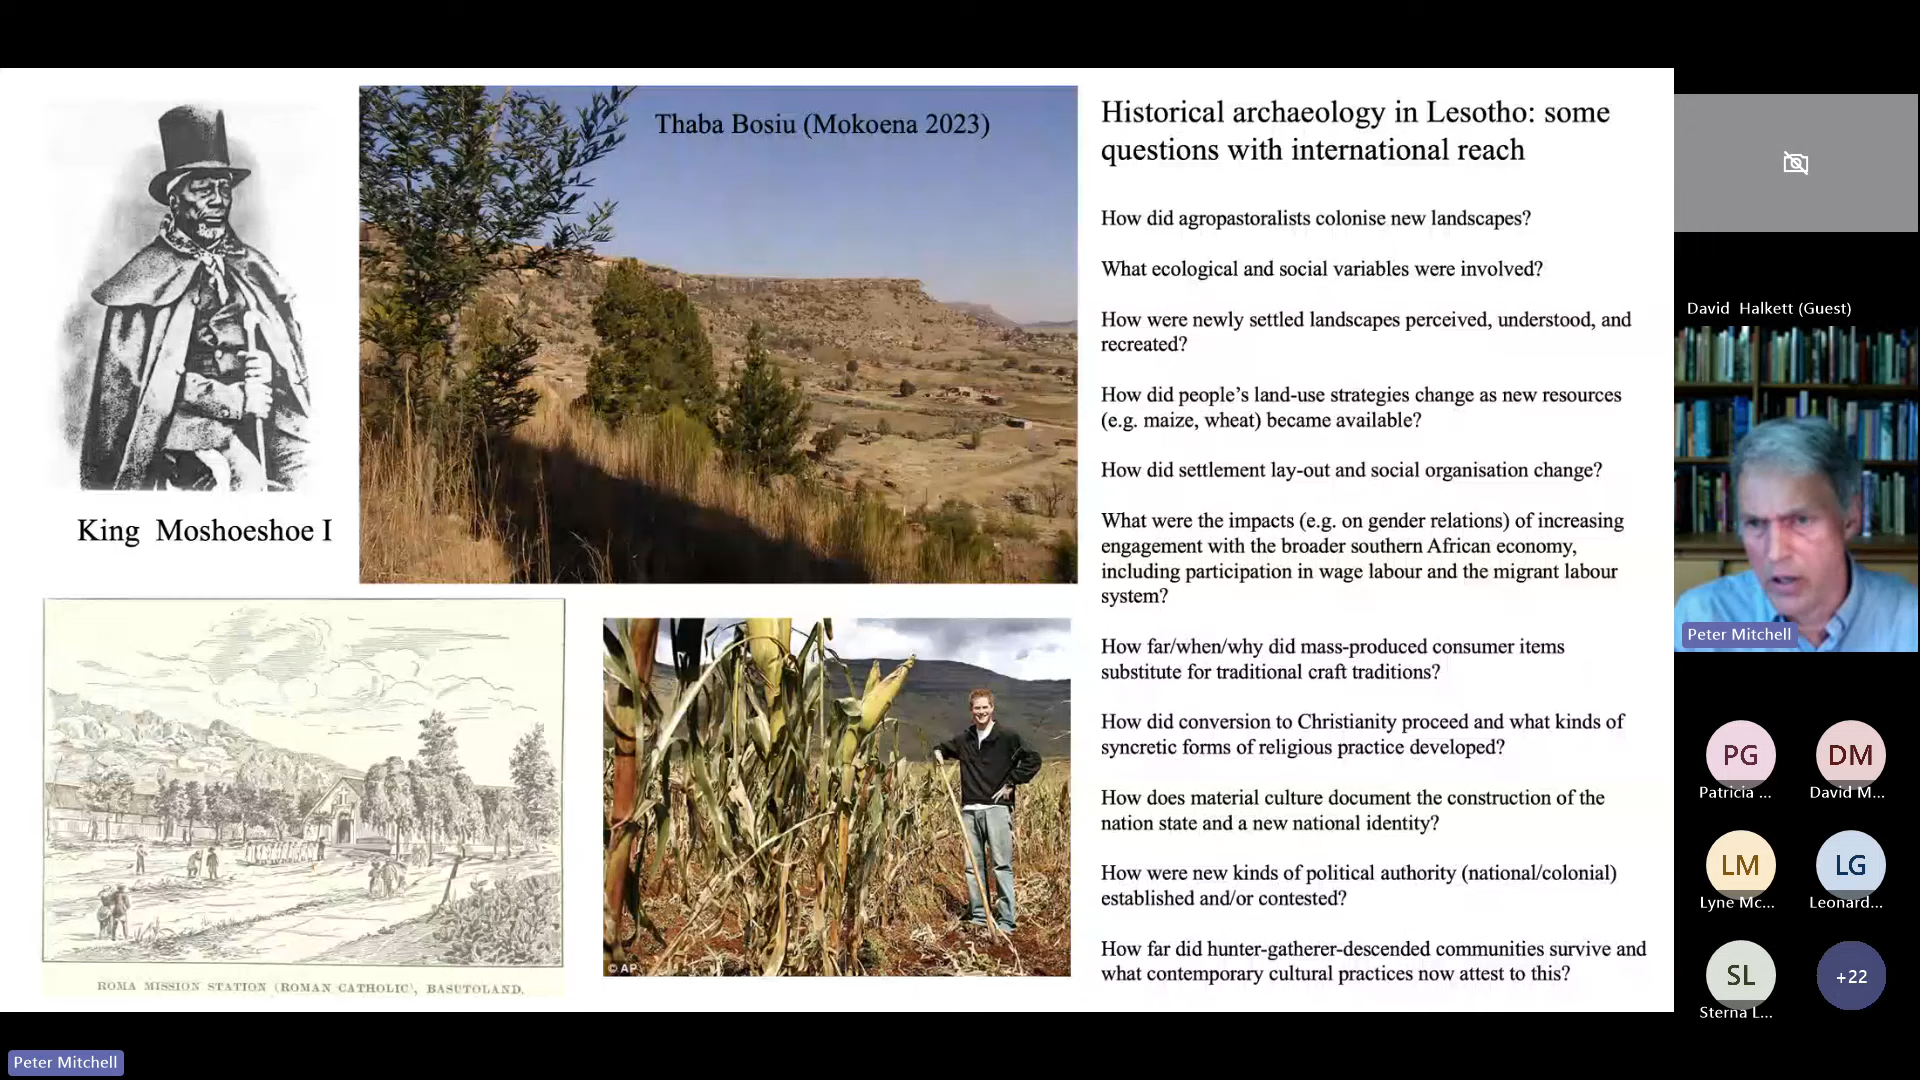 Thaba Bosiu (Mokoena 2023)
King Moshoeshoe I
ROMA MISSION STATION (ROMAN CATHOLIC), BASUTOLAND.
© AP
Historical archaeology in Lesotho: some
questions with international reach
How did agropastoralists colonise new landscapes?
What ecological and social variables were involved?
How were newly settled landscapes perceived, understood, and
recreated?
How did people’s land-use strategies change as new resources
(e.g. maize, wheat) became available?
How did settlement lay-out and social organisation change?
What were the impacts (e.g. on gender relations) of increasing
engagement with the broader southern African economy,
including participation in wage labour and the migrant labour
system?
How far/when/why did mass-produced consumer items
substitute for traditional craft traditions?
How did conversion to Christianity proceed and what kinds of
syncretic forms of religious practice developed?
How does material culture document the construction of the
nation state and a new national identity?
How were new kinds of political authority (national/colonial)
established and/or contested?
How far did hunter-gatherer-descended communities survive and
what contemporary cultural practices now attest to this?
David Halkett (Guest)
Peter Mitchell
PG
Patricia ...
DM
David M...
LM
Lyne Mc...
LG
Leonard...
SL
Sterna L...
+22
Peter Mitchell